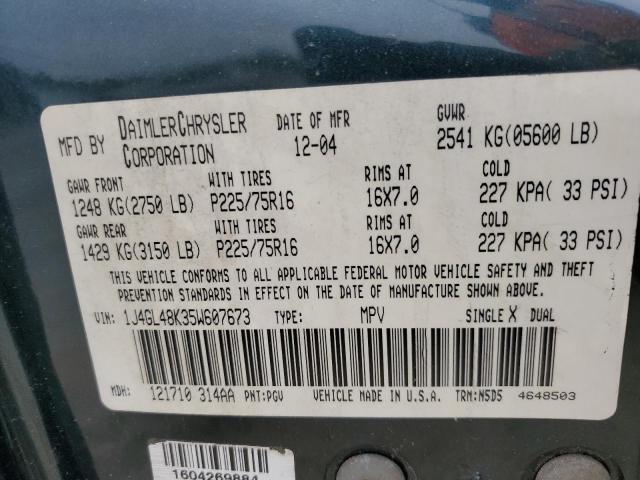 MFD BY DAIMLERCHRYSLER CORPORATION
DATE OF MFR 12-04
GVWR 2541 KG(05600 LB)
GAWR FRONT WITH TIRES RIMS AT COLD
1248 KG(2750 LB) P225/75R16 16X7.0 227 KPA( 33 PSI)
GAWR REAR WITH TIRES RIMS AT COLD
1429 KG(3150 LB) P225/75R16 16X7.0 227 KPA( 33 PSI)
THIS VEHICLE CONFORMS TO ALL APPLICABLE FEDERAL MOTOR VEHICLE SAFETY AND THEFT
PREVENTION STANDARDS IN EFFECT ON THE DATE OF MANUFACTURE SHOWN ABOVE.
VIN: 1J4GL48K35W607673 TYPE: MPV SINGLE X DUAL
MDH: 121710 314AA PNT:PGV VEHICLE MADE IN U.S.A. TRN:N5D5 4648503
1604269884